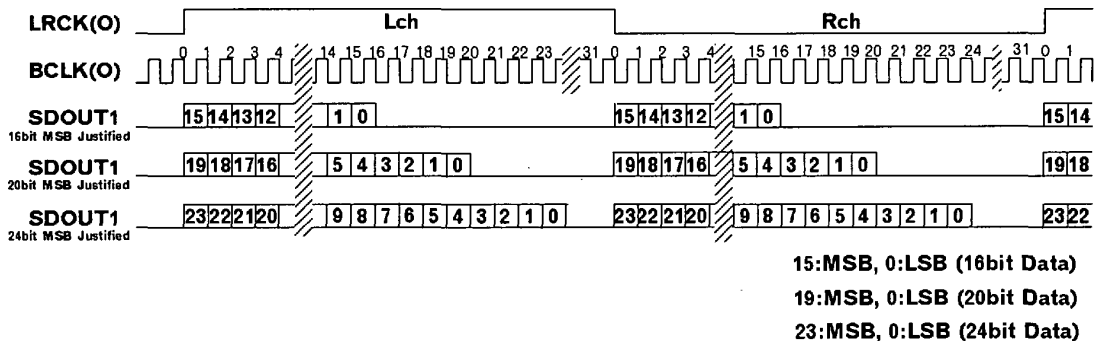 LRCK(O) Lch Rch
0 1 2 3 4 14 15 16 17 18 19 20 21 22 23 31 0 1 2 3 4 15 16 17 18 19 20 21 22 23 24 31 0 1
BCLK(O)
SDOUT1 15 14 13 12 1 0 15 14 13 12 1 0 15 14
16bit MSB Justified
SDOUT1 19 18 17 16 5 4 3 2 1 0 19 18 17 16 5 4 3 2 1 0 19 18
20bit MSB Justified
SDOUT1 23 22 21 20 9 8 7 6 5 4 3 2 1 0 23 22 21 20 9 8 7 6 5 4 3 2 1 0 23 22
24bit MSB Justified
15:MSB, 0:LSB (16bit Data)
19:MSB, 0:LSB (20bit Data)
23:MSB, 0:LSB (24bit Data)